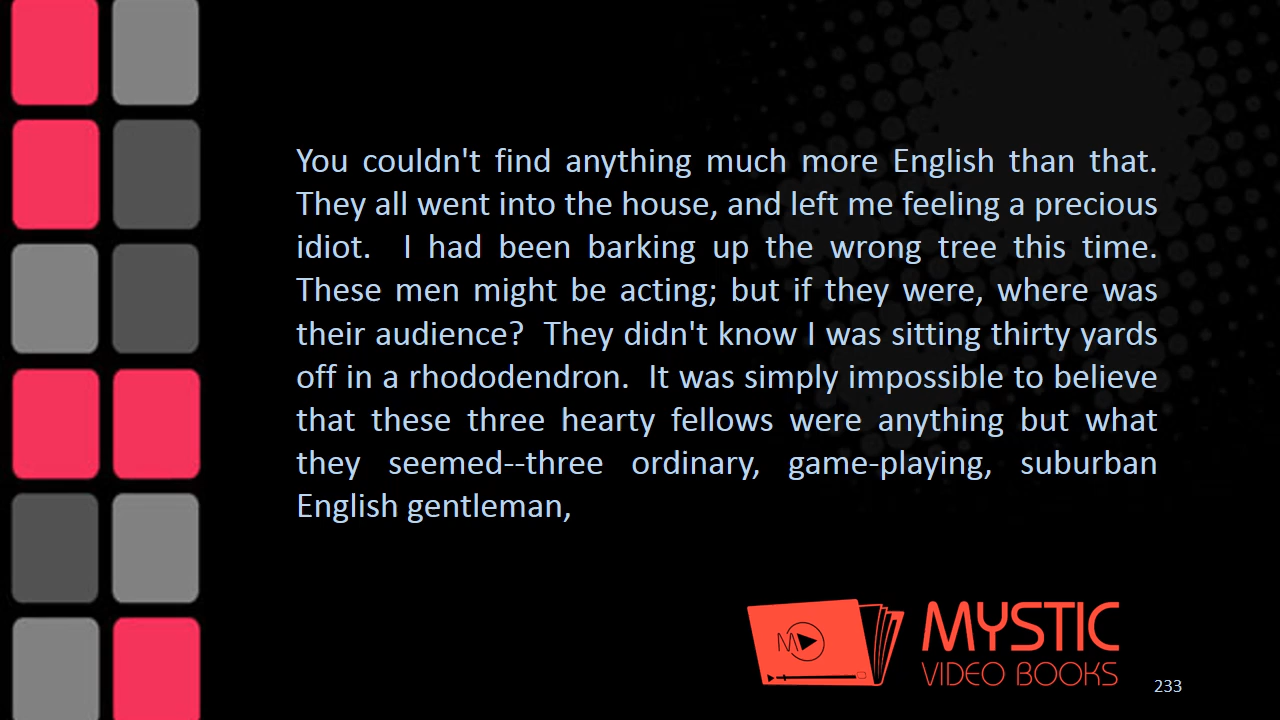 You couldn't find anything much more English than that.
They all went into the house, and left me feeling a precious
idiot.  I had been barking up the wrong tree this time.
These men might be acting; but if they were, where was
their audience?  They didn't know I was sitting thirty yards
off in a rhododendron.  It was simply impossible to believe
that these three hearty fellows were anything but what
they seemed--three ordinary, game-playing, suburban
English gentleman,
M
MYSTIC
VIDEO BOOKS
233